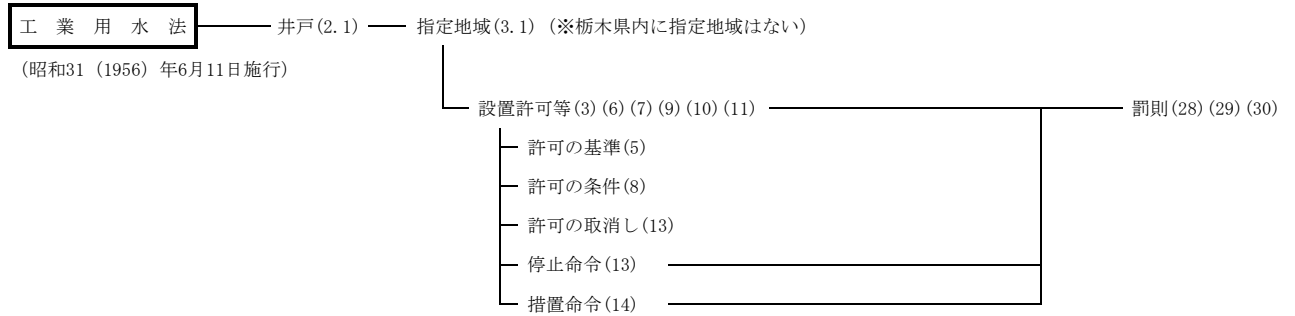 工 業 用 水 法 井戸(2.1) 指定地域(3.1) (※栃木県内に指定地域はない)
(昭和31 (1956) 年6月11日施行)
設置許可等(3)(6)(7)(9)(10)(11) 罰則(28)(29)(30)
許可の基準(5)
許可の条件(8)
許可の取消し(13)
停止命令(13)
措置命令(14)